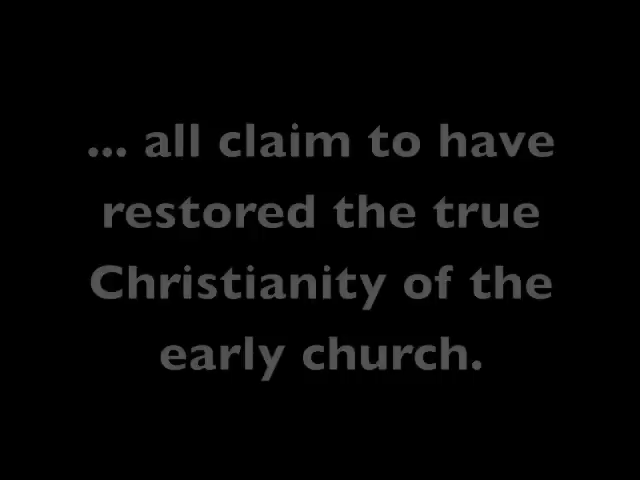 ... all claim to have
restored the true
Christianity of the
early church.